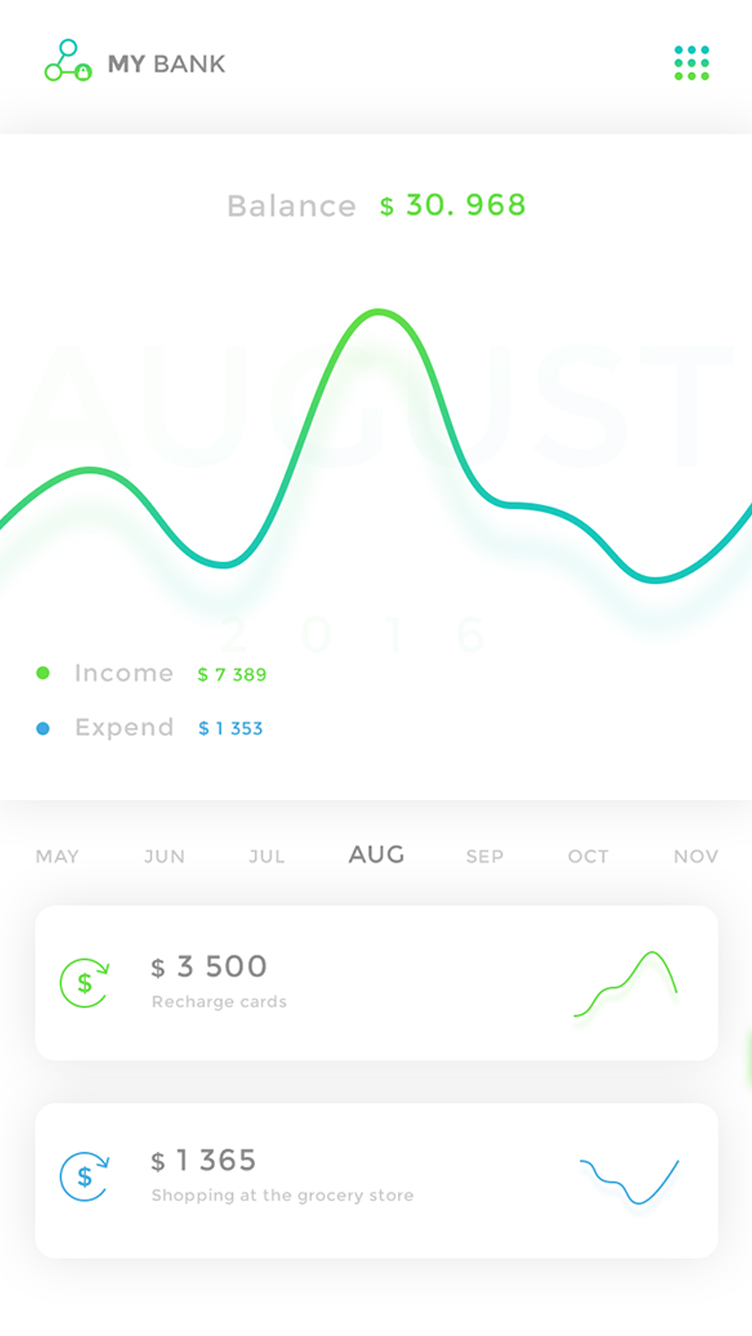 MY BANK
Balance $ 30. 968
AUGUST
2 0 1 6
Income $ 7 389
Expend $ 1 353
MAY JUN JUL AUG SEP OCT NOV
$ 3 500
Recharge cards
$
$ 1 365
Shopping at the grocery store
$